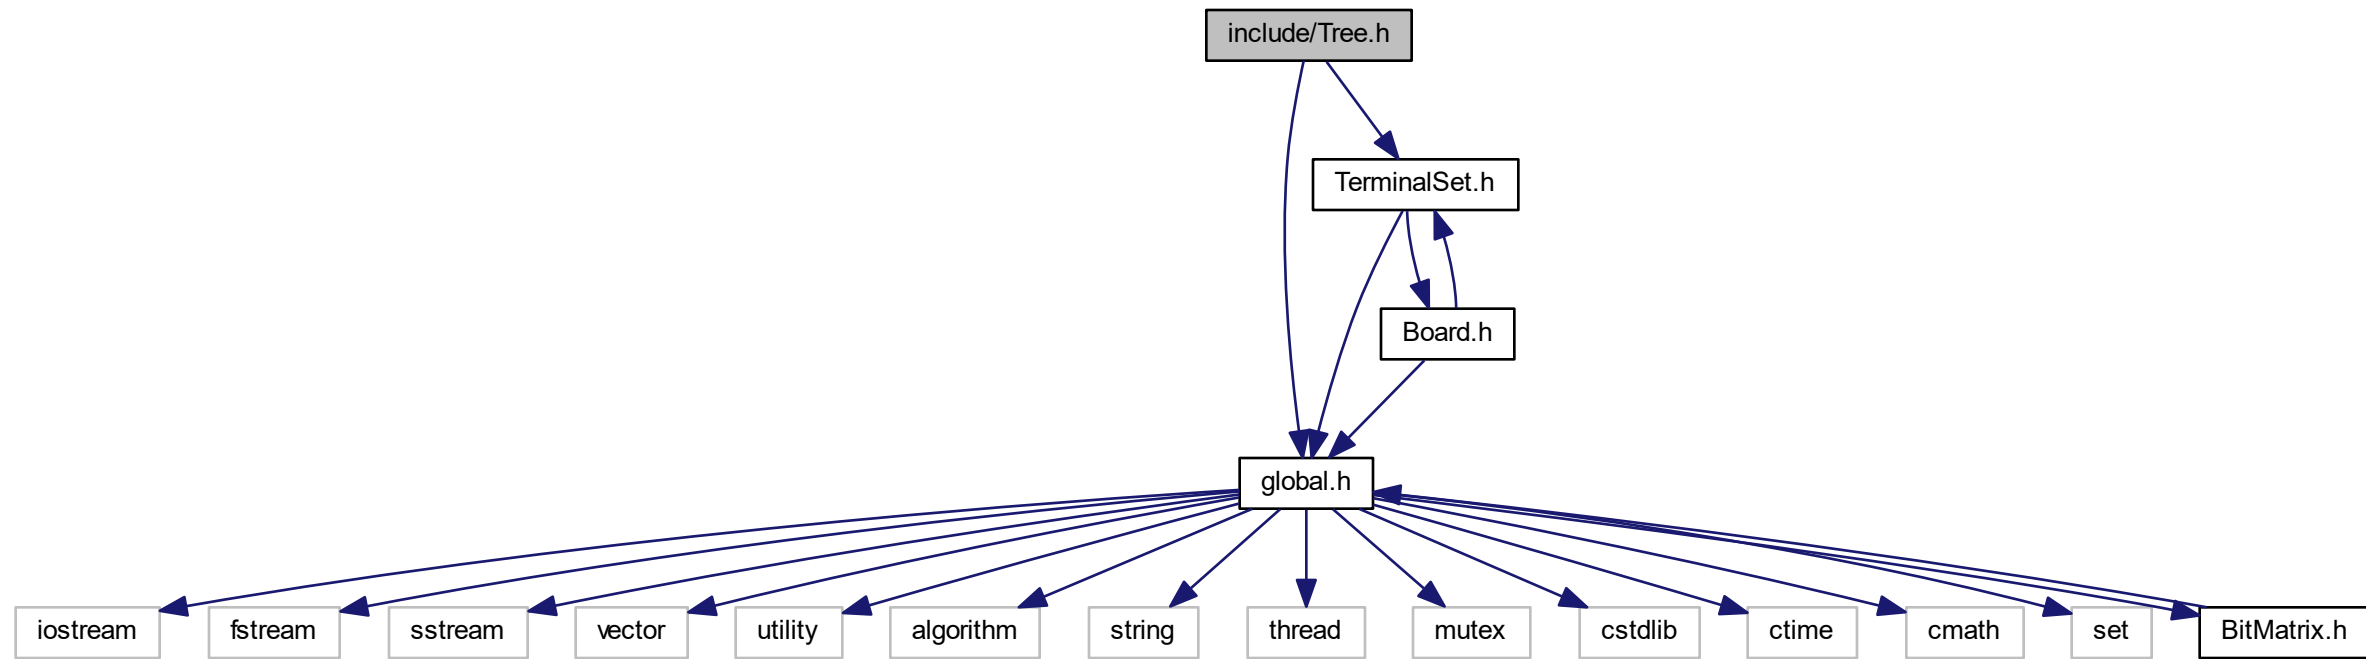 include/Tree.h
TerminalSet.h
Board.h
global.h
iostream
fstream
sstream
vector
utility
algorithm
string
thread
mutex
cstdlib
ctime
cmath
set
BitMatrix.h